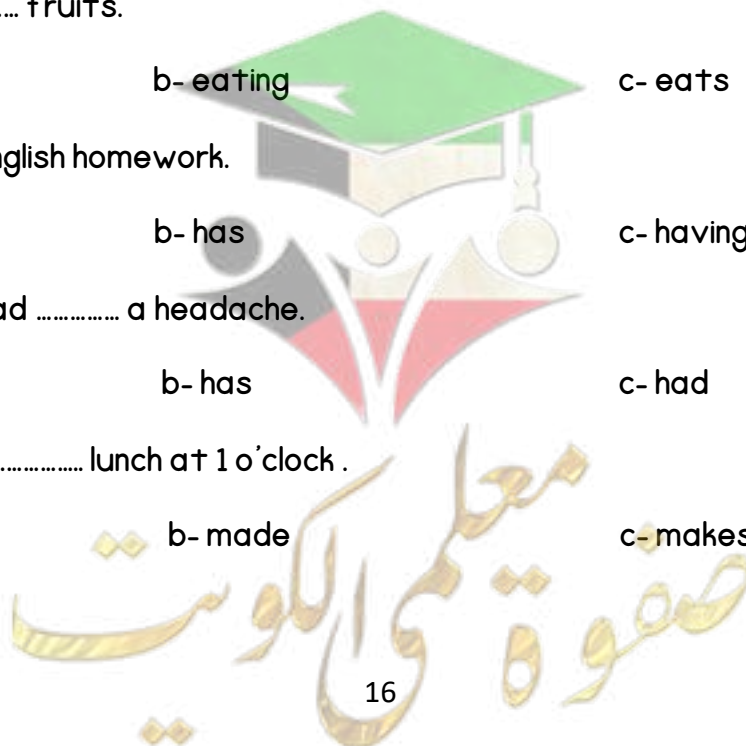 ... fruits.
b- eating c- eats
nglish homework.
b- has c- having
ad ............... a headache.
b- has c- had
............... lunch at 1 o'clock .
b- made c- makes
صفوة معلمى الكويت
16